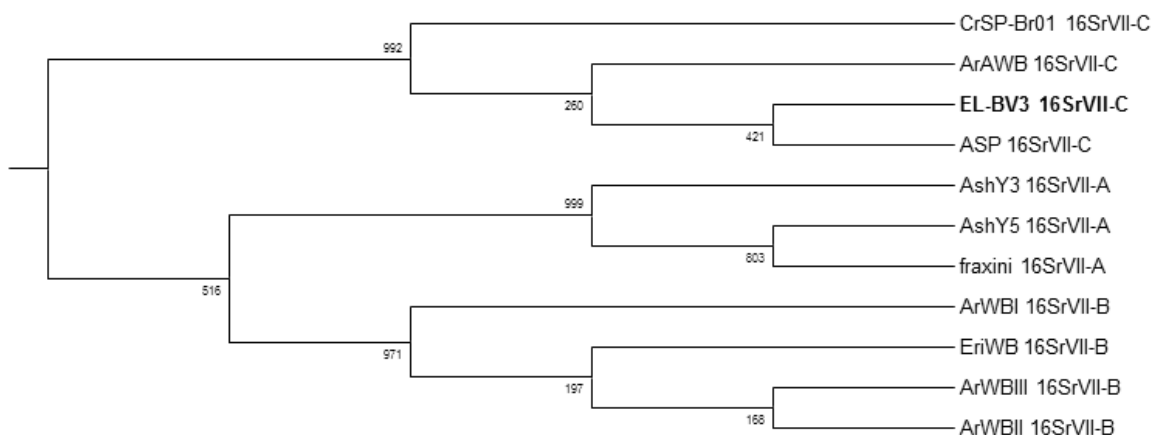 CrSP-Br01 16SrVII-C
992
ArAWB 16SrVII-C
EL-BV3 16SrVII-C
260
421
ASP 16SrVII-C
AshY3 16SrVII-A
999
AshY5 16SrVII-A
803
fraxini 16SrVII-A
516
ArWBI 16SrVII-B
971
EriWB 16SrVII-B
197
ArWBIII 16SrVII-B
168
ArWBII 16SrVII-B